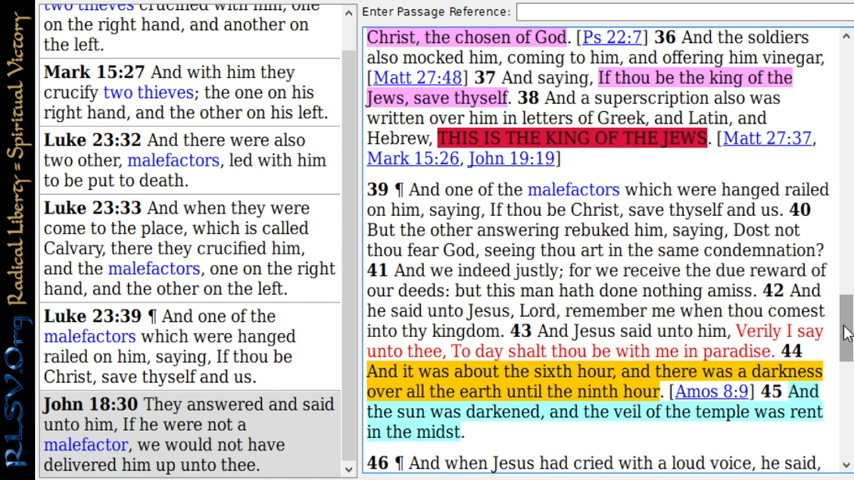 RLSV.Org Radical Liberty = Spiritual Victory
two thieves crucified with him, one
on the right hand, and another on
the left.
Mark 15:27 And with him they
crucify two thieves; the one on his
right hand, and the other on his left.
Luke 23:32 And there were also
two other, malefactors, led with him
to be put to death.
Luke 23:33 And when they were
come to the place, which is called
Calvary, there they crucified him,
and the malefactors, one on the right
hand, and the other on the left.
Luke 23:39 ¶ And one of the
malefactors which were hanged
railed on him, saying, If thou be
Christ, save thyself and us.
John 18:30 They answered and said
unto him, If he were not a
malefactor, we would not have
delivered him up unto thee.
Enter Passage Reference:
Christ, the chosen of God. [Ps 22:7] 36 And the soldiers
also mocked him, coming to him, and offering him vinegar,
[Matt 27:48] 37 And saying, If thou be the king of the
Jews, save thyself. 38 And a superscription also was
written over him in letters of Greek, and Latin, and
Hebrew, THIS IS THE KING OF THE JEWS. [Matt 27:37,
Mark 15:26, John 19:19]
39 ¶ And one of the malefactors which were hanged railed
on him, saying, If thou be Christ, save thyself and us. 40
But the other answering rebuked him, saying, Dost not
thou fear God, seeing thou art in the same condemnation?
41 And we indeed justly; for we receive the due reward of
our deeds: but this man hath done nothing amiss. 42 And
he said unto Jesus, Lord, remember me when thou comest
into thy kingdom. 43 And Jesus said unto him, Verily I say
unto thee, To day shalt thou be with me in paradise. 44
And it was about the sixth hour, and there was a darkness
over all the earth until the ninth hour. [Amos 8:9] 45 And
the sun was darkened, and the veil of the temple was rent
in the midst.
46 ¶ And when Jesus had cried with a loud voice, he said,